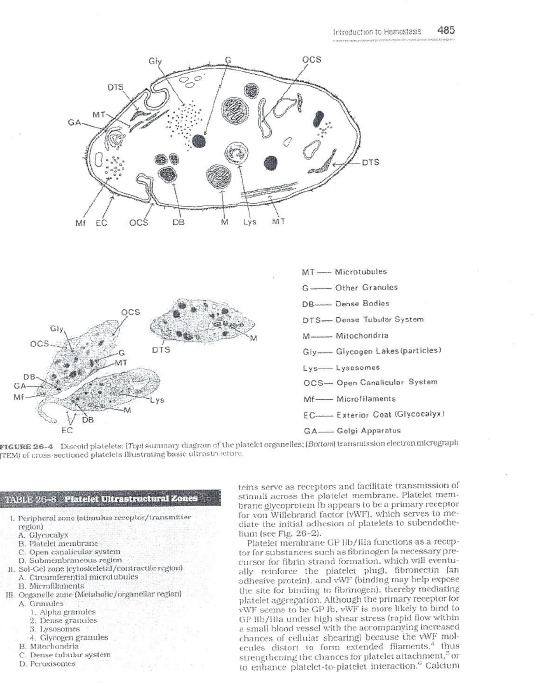 Introduction to Hemostasis 485
Gly
G
OCS
DTS
MT
GA
DTS
Mf
EC
OCS
DB
M
Lys
MT
MT — Microtubules
G — Other Granules
DB — Dense Bodies
DTS — Dense Tubular System
M — Mitochondria
Gly — Glycogen Lakes (particles)
Lys — Lysosomes
OCS — Open Canalicular System
Mf — Microfilaments
EC — Exterior Coat (Glycocalyx)
GA — Golgi Apparatus
OCS
Gly
OCS
G
MT
DB
GA
Mf
Lys
M
DB
EC
DTS
M
FIGURE 26-4 Discoid platelets: (Top) summary diagram of the platelet organelles; (Bottom) transmission electron micrograph
(TEM) of cross-sectioned platelets illustrating basic ultrastructure.
TABLE 26-8 Platelet Ultrastructural Zones
I. Peripheral zone (stimulus receptor/transmitter
region)
A. Glycocalyx
B. Platelet membrane
C. Open canalicular system
D. Submembraneous region
II. Sol-Gel zone (cytoskeletal/contractile region)
A. Circumferential microtubules
B. Microfilaments
III. Organelle zone (Metabolic/organellar region)
A. Granules
1. Alpha granules
2. Dense granules
3. Lysosomes
4. Glycogen granules
B. Mitochondria
C. Dense tubular system
D. Peroxisomes
teins serve as receptors and facilitate transmission of
stimuli across the platelet membrane. Platelet mem-
brane glycoprotein Ib appears to be a primary receptor
for von Willebrand factor (vWF), which serves to me-
diate the initial adhesion of platelets to subendothe-
lium (see Fig. 26-2).
Platelet membrane GP IIb/IIIa functions as a recep-
tor for substances such as fibrinogen (a necessary pre-
cursor for fibrin strand formation, which will eventu-
ally reinforce the platelet plug), fibronectin (an
adhesive protein), and vWF (binding may help expose
the site for binding to fibrinogen), thereby mediating
platelet aggregation. Although the primary receptor for
vWF seems to be GP Ib, vWF is more likely to bind to
GP IIb/IIIa under high shear stress (rapid flow within
a small blood vessel with the accompanying increased
chances of cellular shearing) because the vWF mol-
ecules distort to form extended filaments, thus
strengthening the chances for platelet attachment, or
to enhance platelet-to-platelet interaction. Calcium